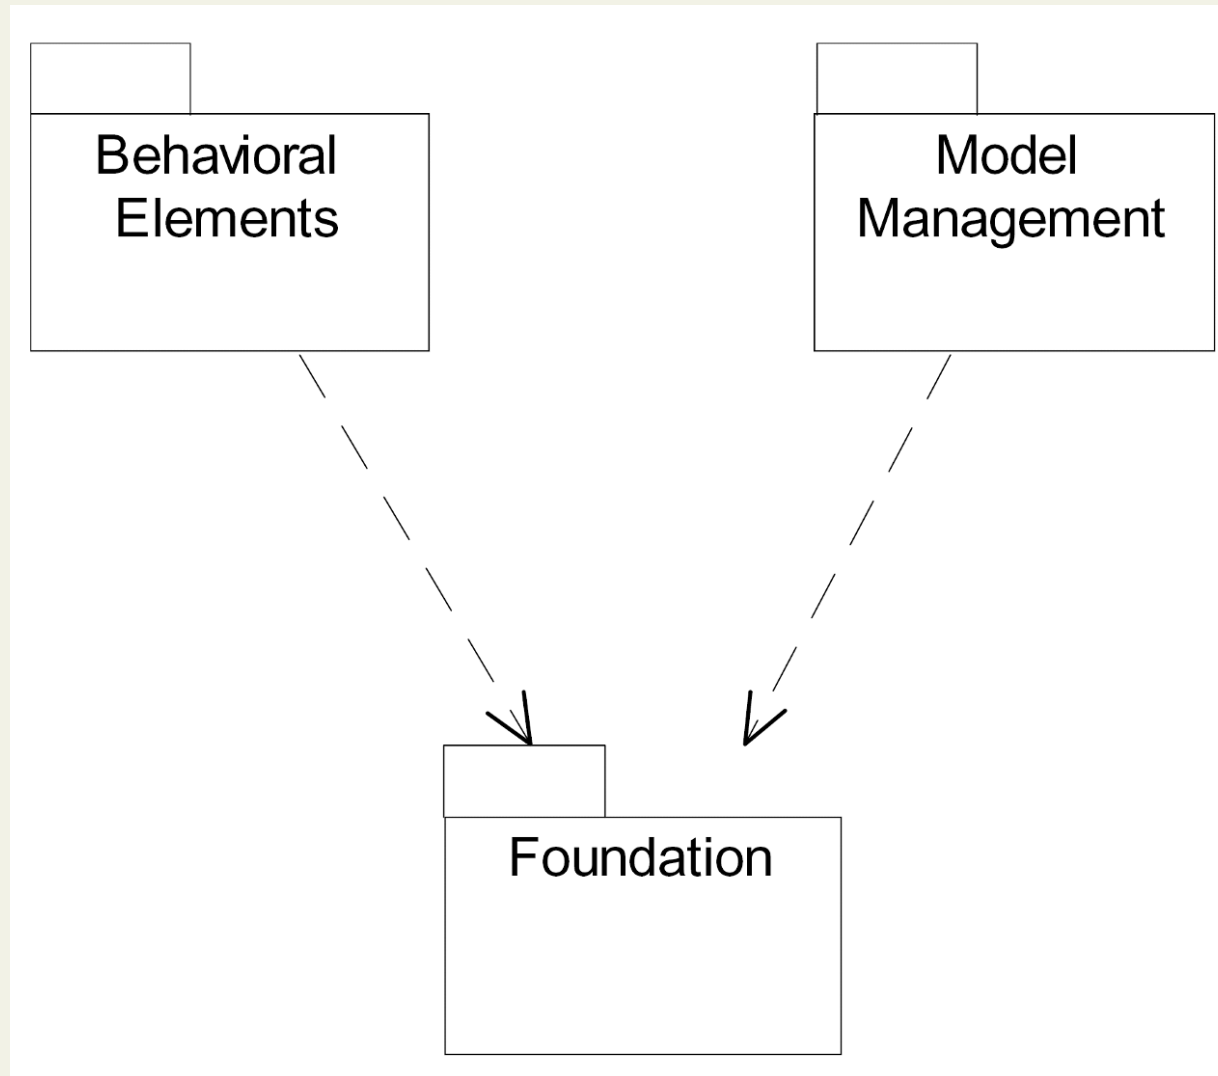 Behavioral
Elements
Model
Management
Foundation